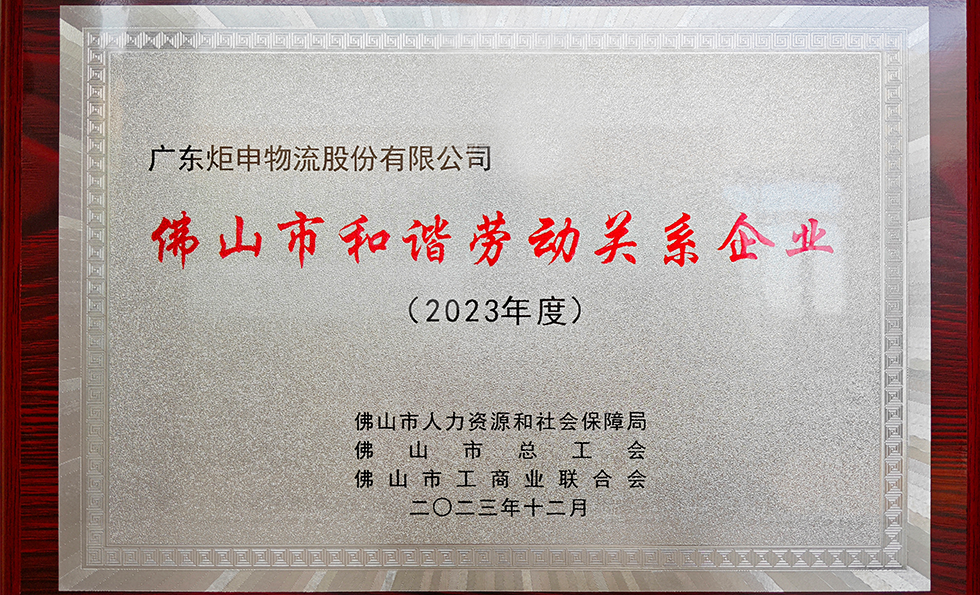 广东炬申物流股份有限公司
佛山市和谐劳动关系企业
（2023年度）
佛山市人力资源和社会保障局
佛山市总工会
佛山市工商业联合会
二〇二三年十二月